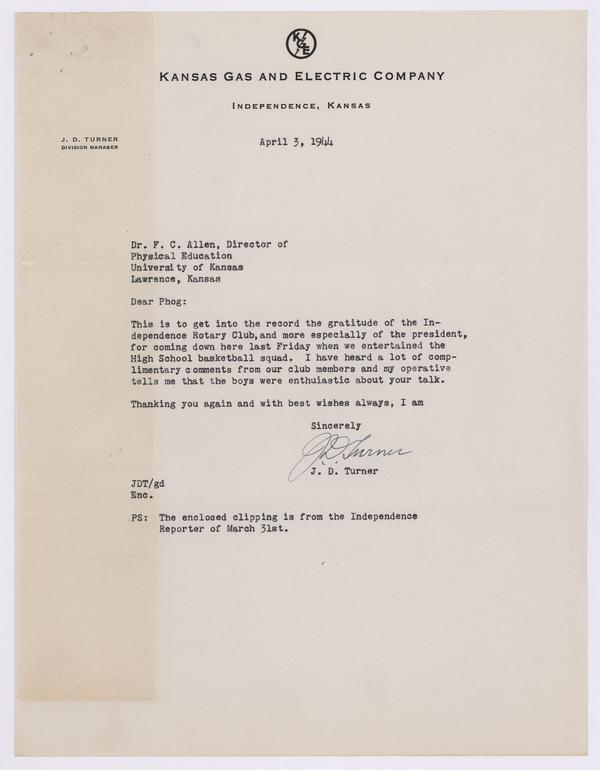 KGE
KANSAS GAS AND ELECTRIC COMPANY
INDEPENDENCE, KANSAS
J. D. TURNER
DIVISION MANAGER
April 3, 1944
Dr. F. C. Allen, Director of
Physical Education
University of Kansas
Lawrence, Kansas
Dear Phog:
This is to get into the record the gratitude of the In-
dependence Rotary Club,and more especially of the president,
for coming down here last Friday when we entertained the
High School basketball squad. I have heard a lot of comp-
limentary comments from our club members and my operative
tells me that the boys were enthuiastic about your talk.
Thanking you again and with best wishes always, I am
Sincerely
J. D. Turner
J. D. Turner
JDT/gd
Enc.
PS: The enclosed clipping is from the Independence
Reporter of March 31st.